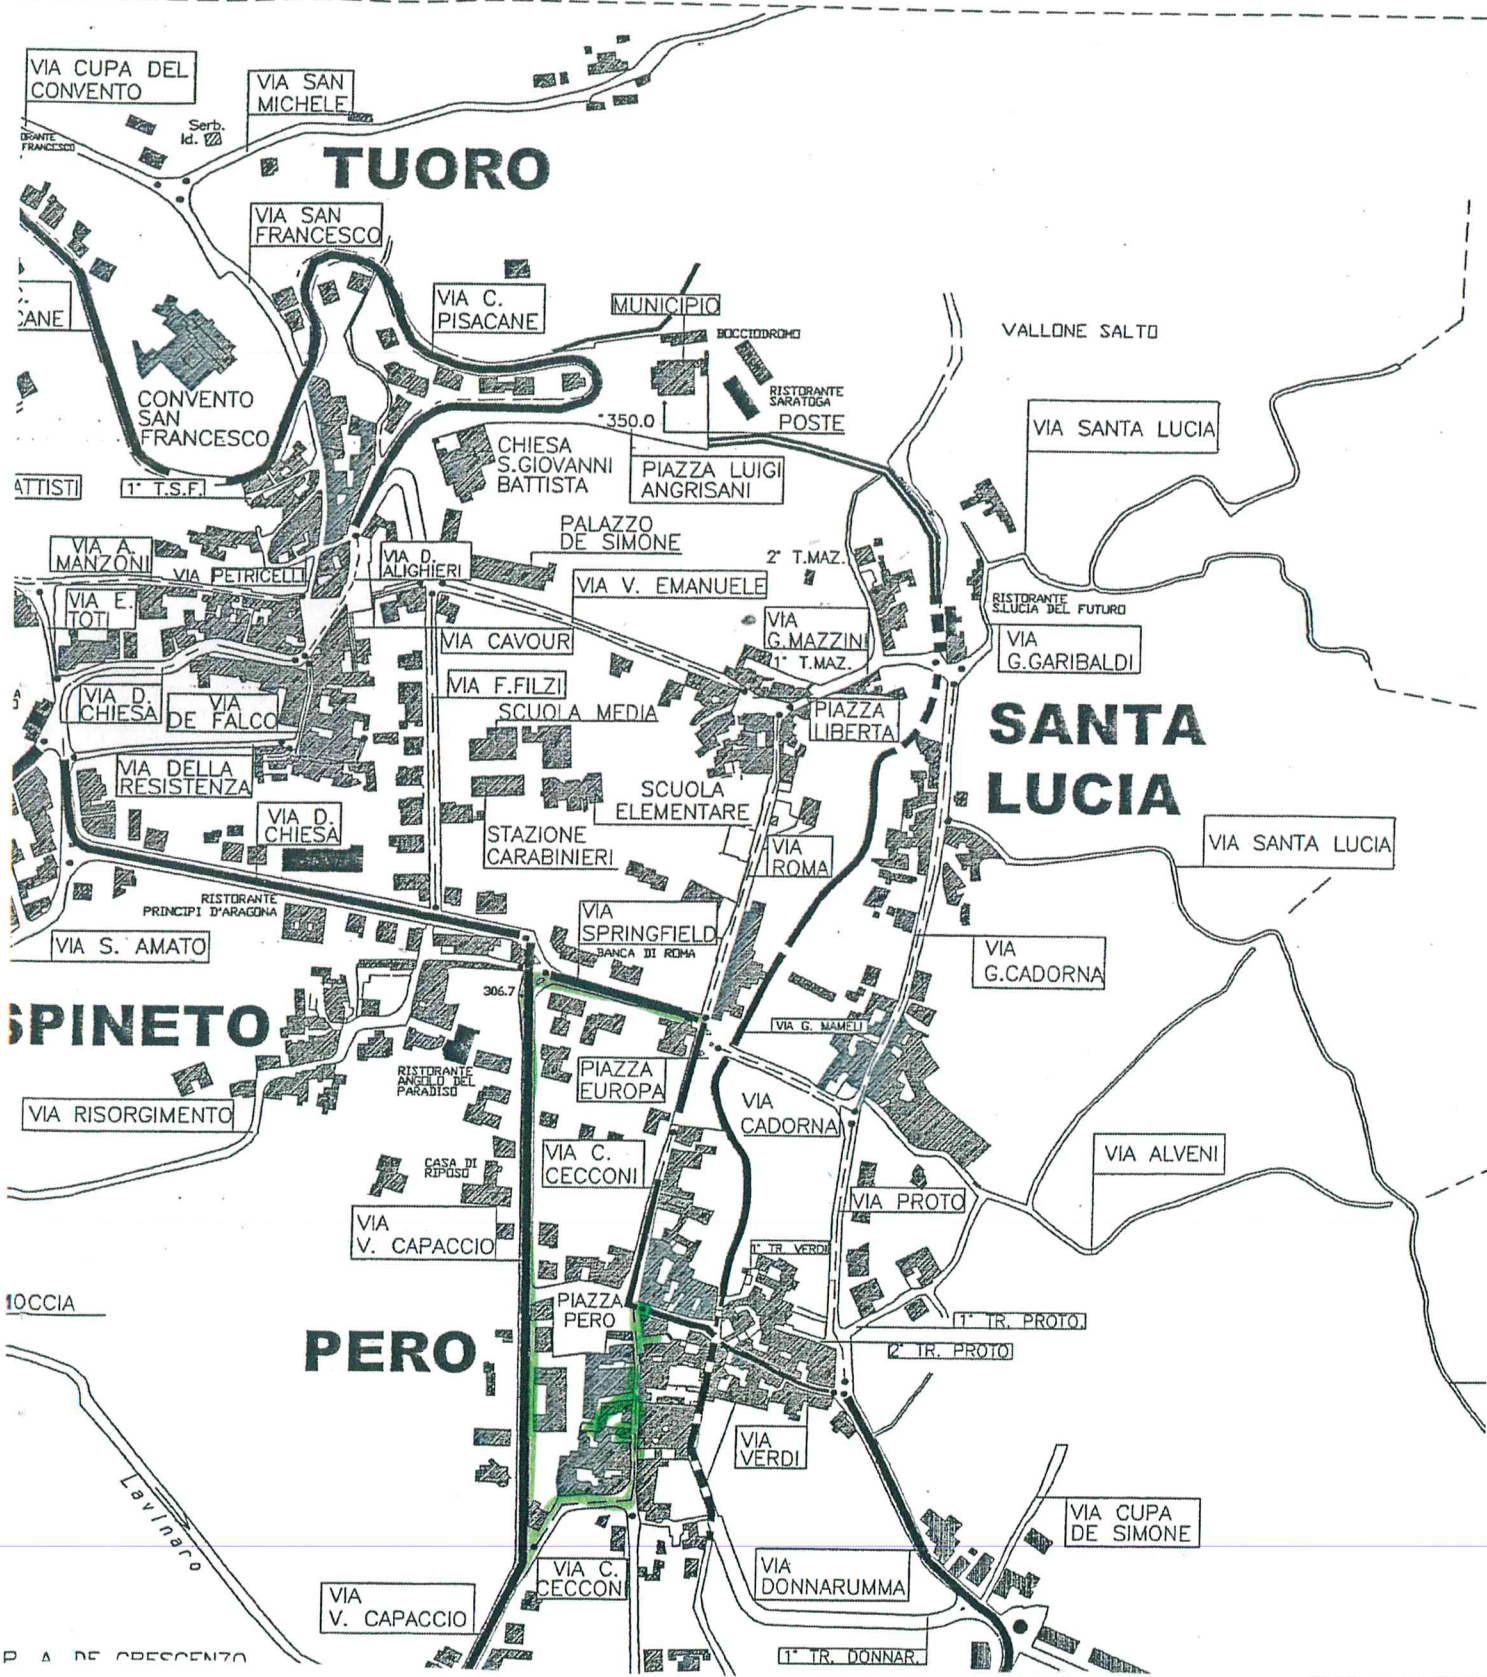 VIA CUPA DEL
CONVENTO
VIA SAN
MICHELE
Serb.
Id.
FRANCESCO
TUORO
VIA SAN
FRANCESCO
VIA C.
PISACANE
MUNICIPIO
BOCCIODROMO
VALLONE SALTO
CONVENTO
SAN
FRANCESCO
RISTORANTE
SARATOGA
POSTE
350.0
VIA SANTA LUCIA
CHIESA
S.GIOVANNI
BATTISTA
PIAZZA LUIGI
ANGRISANI
ATTISTI
1° T.S.F.
PALAZZO
DE SIMONE
VIA A.
MANZONI
VIA PETRICELLI
VIA D.
ALIGHIERI
2° T.MAZ.
VIA V. EMANUELE
VIA E.
TOTI
RISTORANTE
S.LUCIA DEL FUTURO
VIA
G.MAZZINI
1° T.MAZ.
VIA
G.GARIBALDI
VIA CAVOUR
VIA F.FILZI
VIA D.
CHIESA
VIA
DE FALCO
SCUOLA MEDIA
PIAZZA
LIBERTA
SANTA
LUCIA
VIA DELLA
RESISTENZA
SCUOLA
ELEMENTARE
VIA D.
CHIESA
STAZIONE
CARABINIERI
VIA
ROMA
VIA SANTA LUCIA
RISTORANTE
PRINCIPI D'ARAGONA
VIA
SPRINGFIELD
BANCA DI ROMA
VIA S. AMATO
VIA
G.CADORNA
306.7
SPINETO
VIA G. MAMELI
RISTORANTE
ANGOLO DEL
PARADISO
PIAZZA
EUROPA
VIA RISORGIMENTO
VIA
CADORNA
VIA C.
CECCONI
CASA DI
RIPOSO
VIA ALVENI
VIA PROTO
VIA
V. CAPACCIO
1° TR. VERDI
PIAZZA
PERO
1° TR. PROTO.
2° TR. PROTO
PERO
VIA
VERDI
Lavinaro
VIA CUPA
DE SIMONE
VIA C.
CECCONI
VIA
DONNARUMMA
VIA
V. CAPACCIO
1° TR. DONNAR.